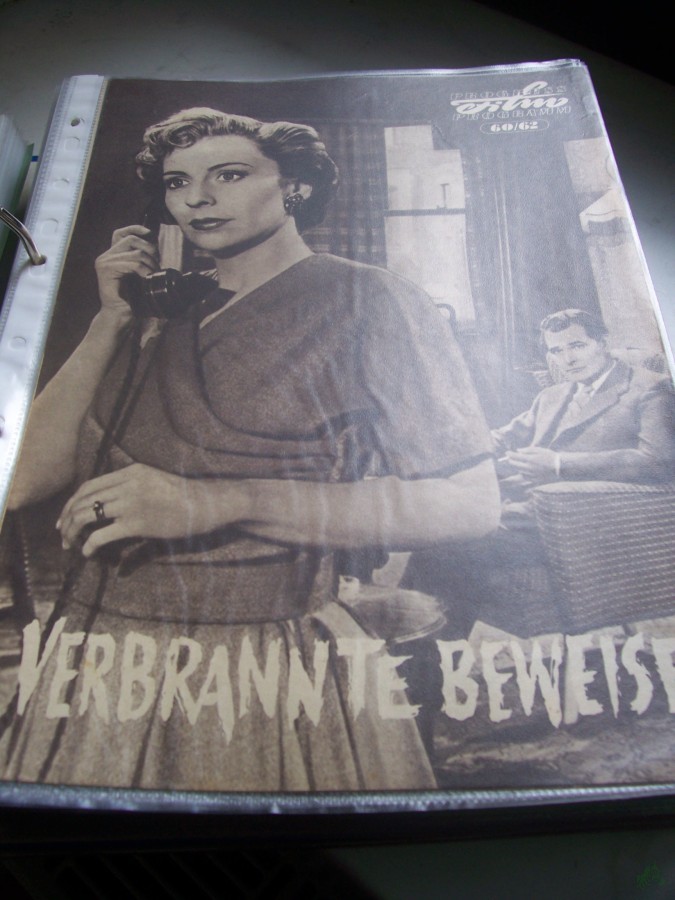 PROGRESS
Film
PROGRAMM
60/62
VERBRANNTE BEWEISE